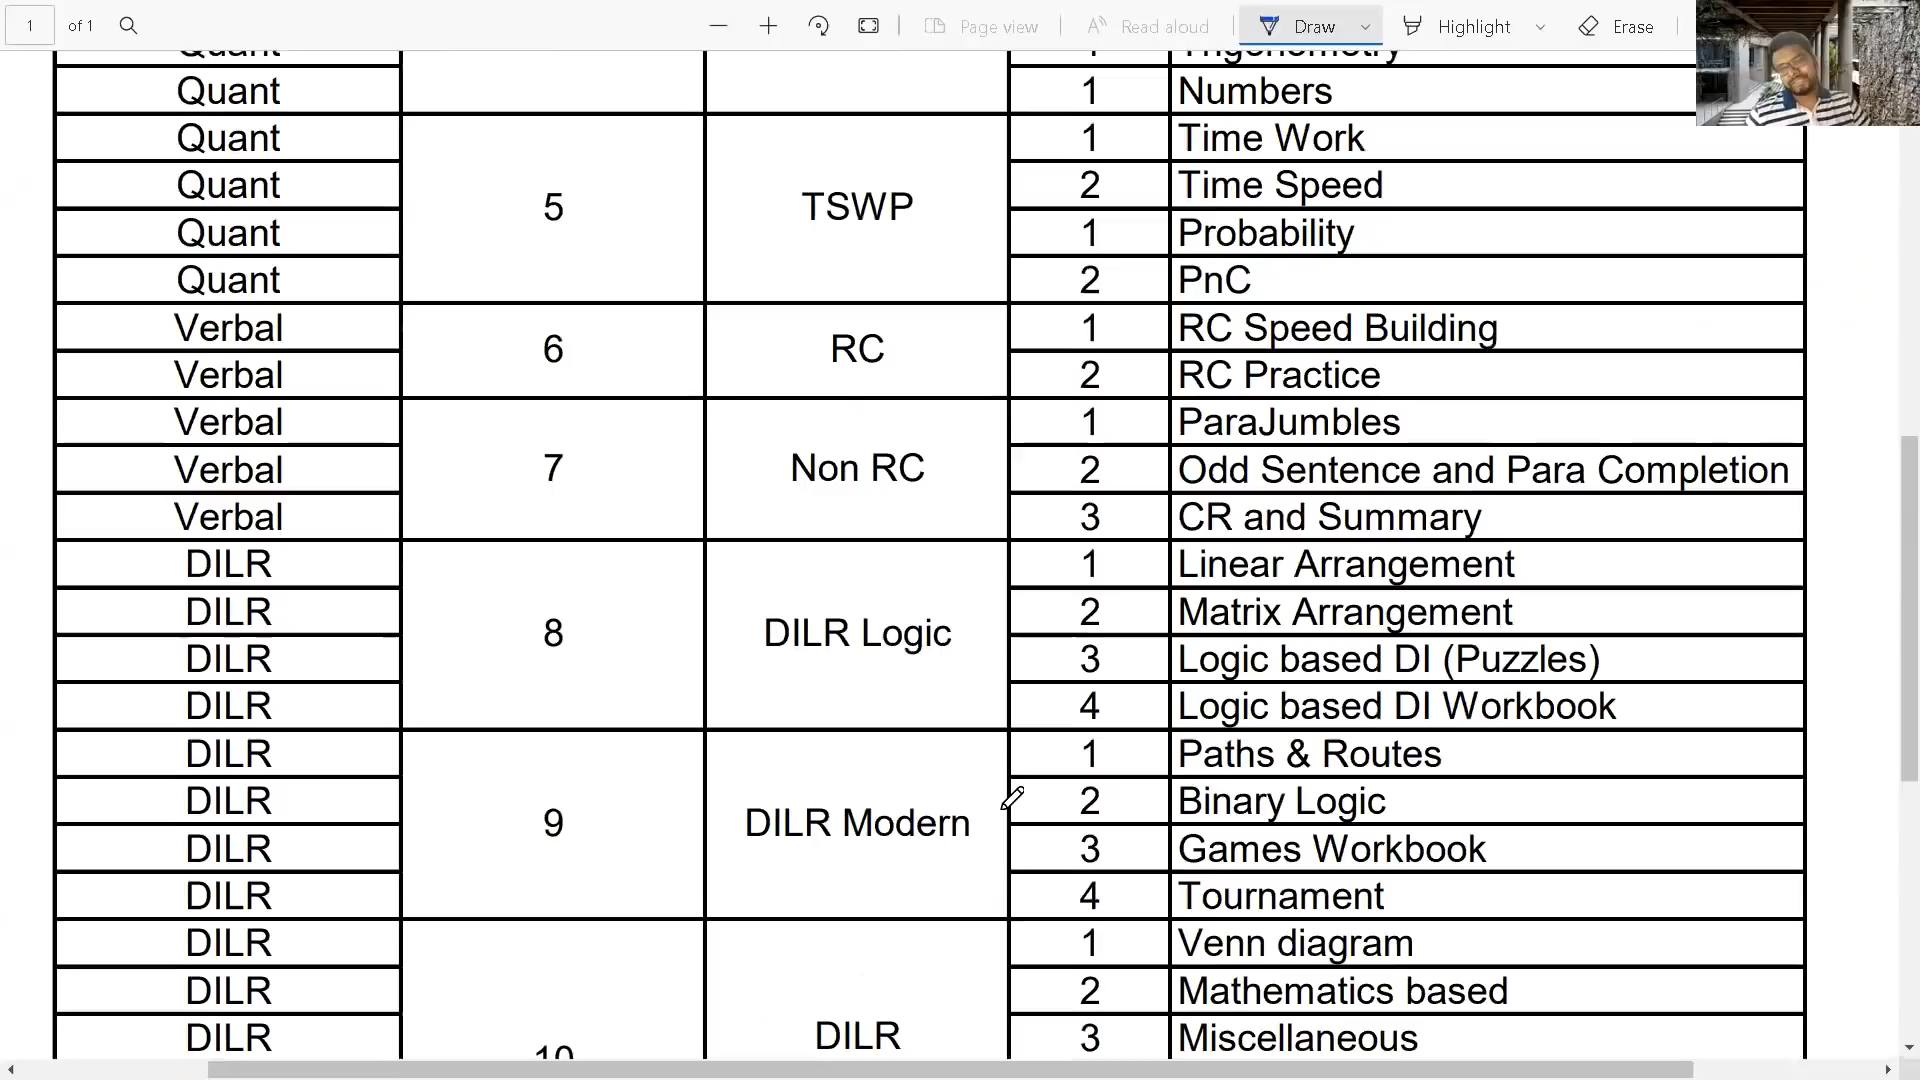 1 of 1 Page view Read aloud Draw Highlight Erase
Quant 1 Trigonometry
Quant 1 Numbers
Quant 5 TSWP 1 Time Work
Quant 2 Time Speed
Quant 1 Probability
Quant 2 PnC
Verbal 6 RC 1 RC Speed Building
Verbal 2 RC Practice
Verbal 7 Non RC 1 ParaJumbles
Verbal 2 Odd Sentence and Para Completion
Verbal 3 CR and Summary
DILR 8 DILR Logic 1 Linear Arrangement
DILR 2 Matrix Arrangement
DILR 3 Logic based DI (Puzzles)
DILR 4 Logic based DI Workbook
DILR 9 DILR Modern 1 Paths & Routes
DILR 2 Binary Logic
DILR 3 Games Workbook
DILR 4 Tournament
DILR 10 DILR 1 Venn diagram
DILR 2 Mathematics based
DILR 3 Miscellaneous